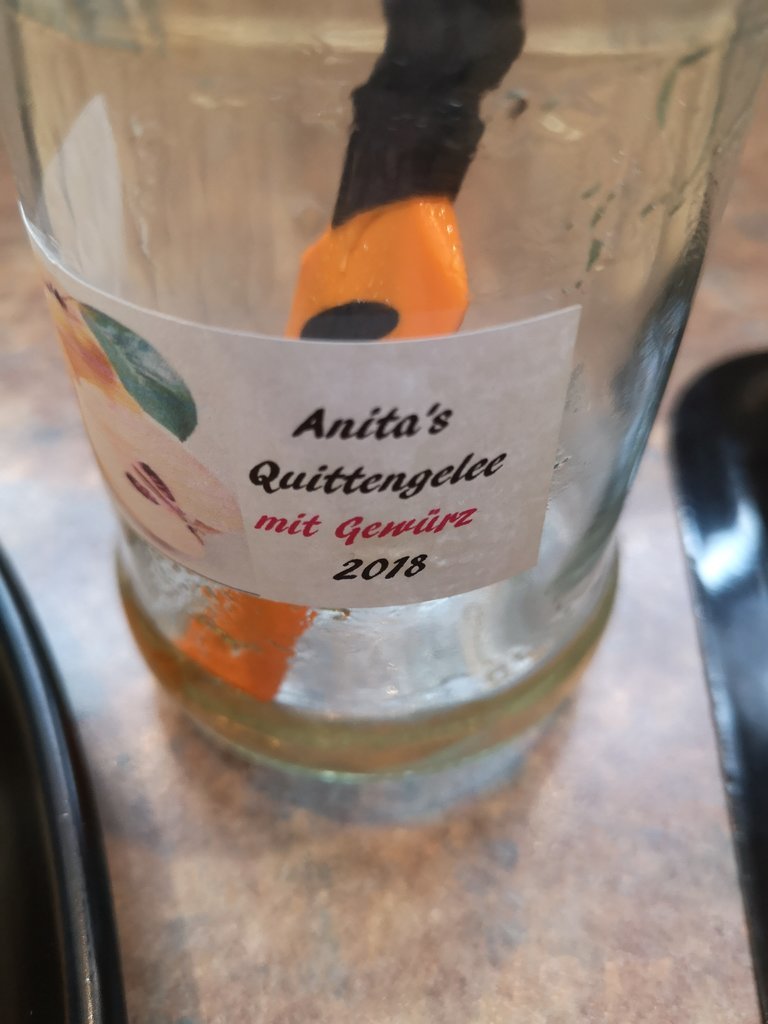 Anita's
Quittengelee
mit Gewürz
2018